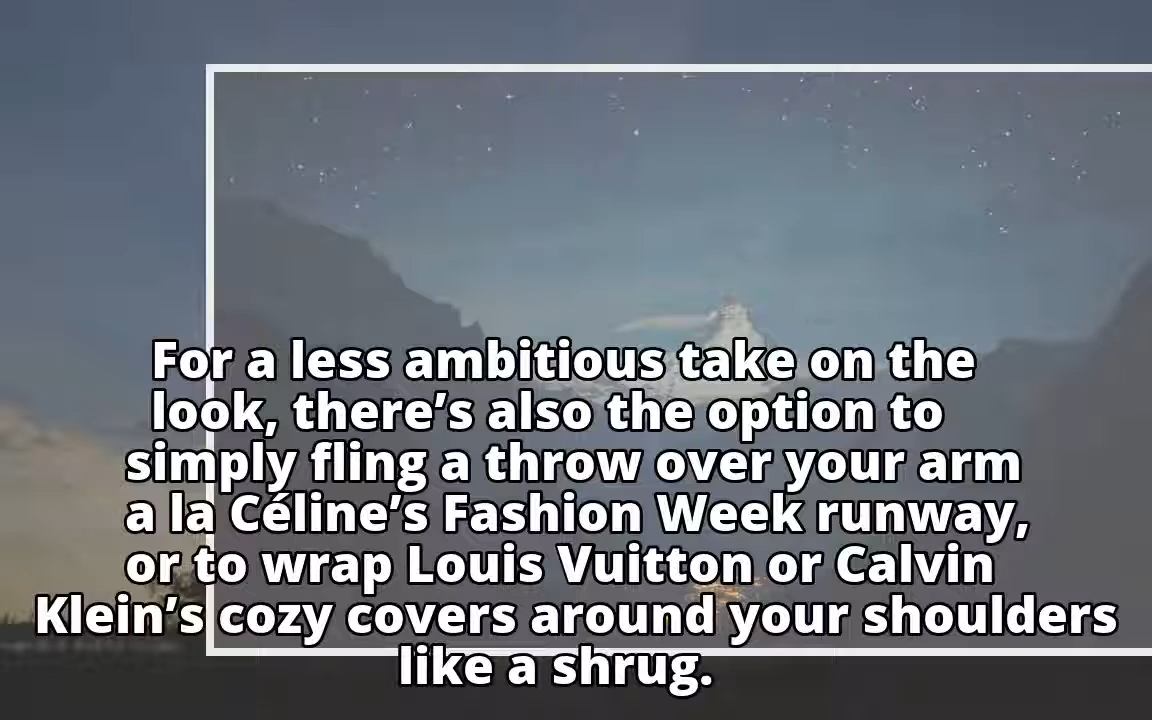 For a less ambitious take on the
look, there’s also the option to
simply fling a throw over your arm
a la Céline’s Fashion Week runway,
or to wrap Louis Vuitton or Calvin
Klein’s cozy covers around your shoulders
like a shrug.